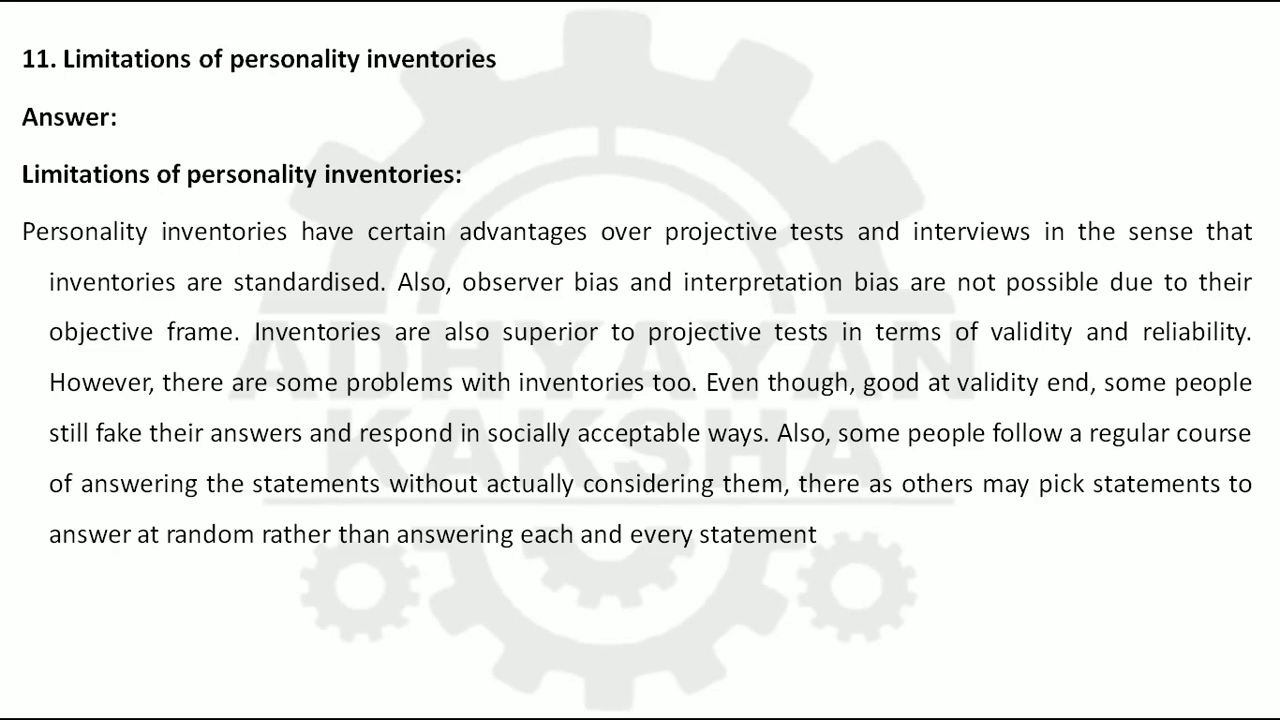 11. Limitations of personality inventories
Answer:
Limitations of personality inventories:
Personality inventories have certain advantages over projective tests and interviews in the sense that
inventories are standardised. Also, observer bias and interpretation bias are not possible due to their
objective frame. Inventories are also superior to projective tests in terms of validity and reliability.
However, there are some problems with inventories too. Even though, good at validity end, some people
still fake their answers and respond in socially acceptable ways. Also, some people follow a regular course
of answering the statements without actually considering them, there as others may pick statements to
answer at random rather than answering each and every statement
ADHYAYAN
KAKSHA